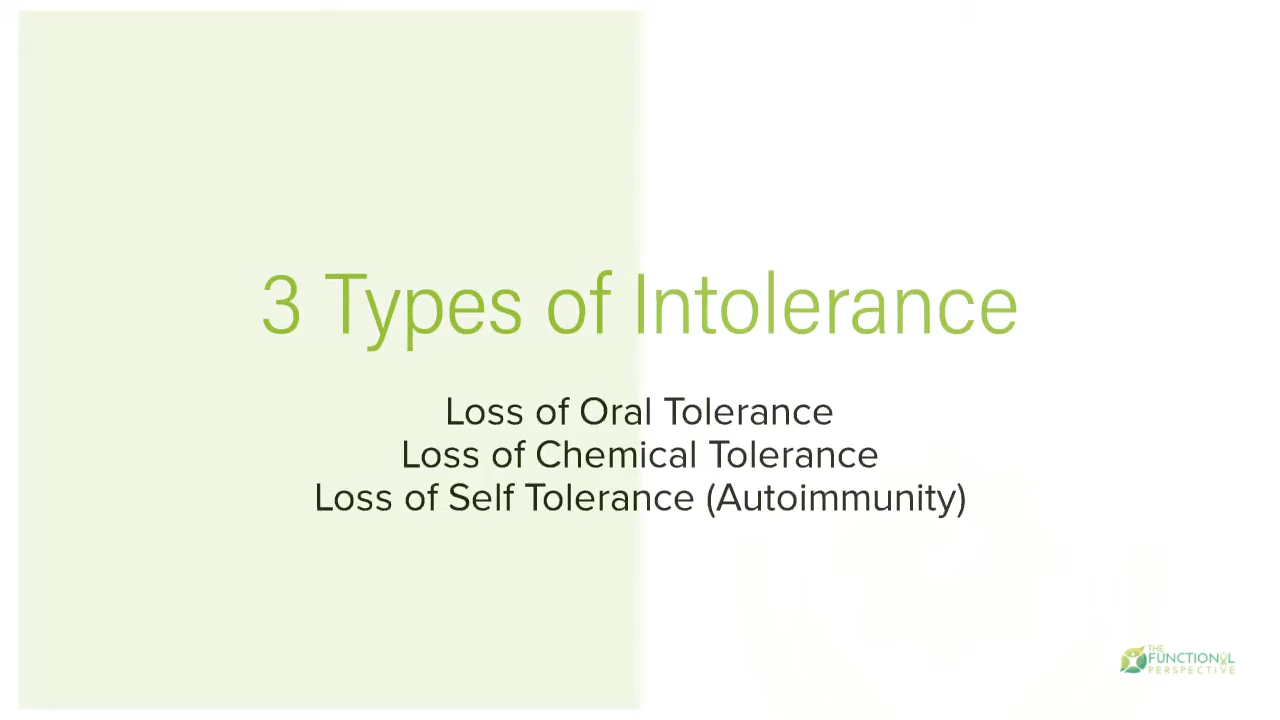 3 Types of Intolerance
Loss of Oral Tolerance
Loss of Chemical Tolerance
Loss of Self Tolerance (Autoimmunity)
THE
FUNCTIONAL
PERSPECTIVE